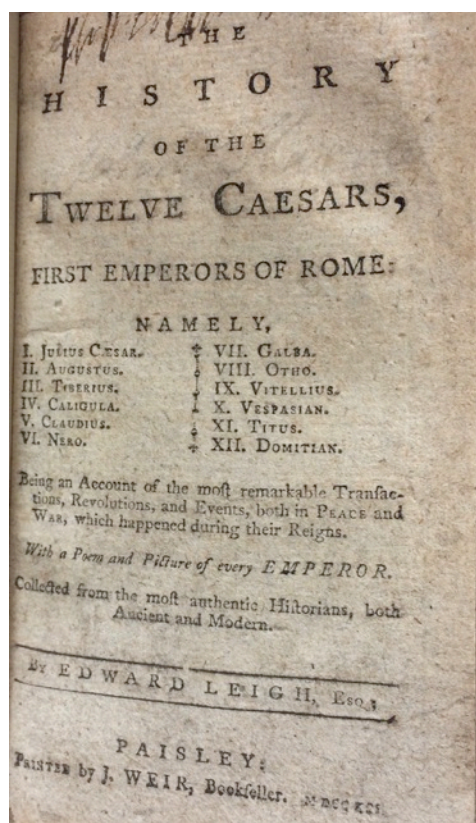 THE
HISTORY
OF THE
TWELVE CAESARS,
FIRST EMPERORS OF ROME:
NAMELY,
I. JULIUS CÆSAR.
II. AUGUSTUS.
III. TIBERIUS.
IV. CALIGULA.
V. CLAUDIUS.
VI. NERO.
VII. GALBA.
VIII. OTHO.
IX. VITELLIUS.
X. VESPASIAN.
XI. TITUS.
XII. DOMITIAN.
Being an Account of the moſt remarkable Tranſac-
tions, Revolutions, and Events, both in PEACE and
WAR, which happened during their Reigns.
With a Poem and Picture of every EMPEROR.
Collected from the moſt authentic Hiſtorians, both
Ancient and Modern.
By EDWARD LEIGH, ESQ;
PAISLEY:
PRINTED by J. WEIR, Bookſeller. MDCCXCI